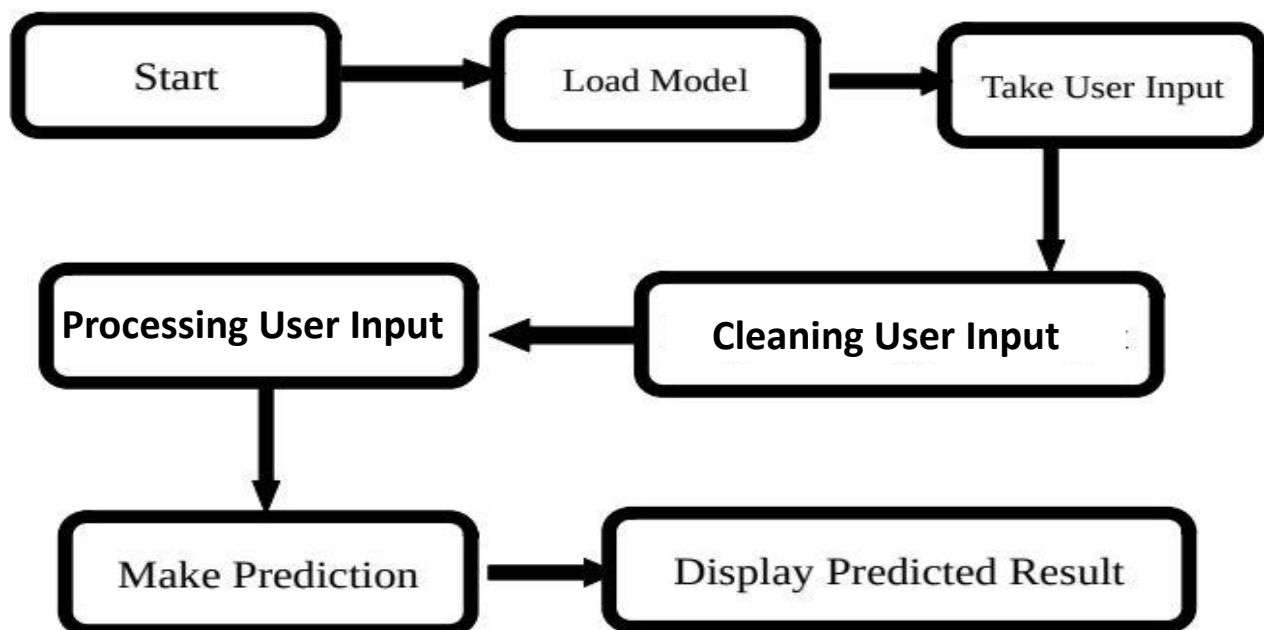 Start
Load Model
Take User Input
Cleaning User Input
Processing User Input
Make Prediction
Display Predicted Result